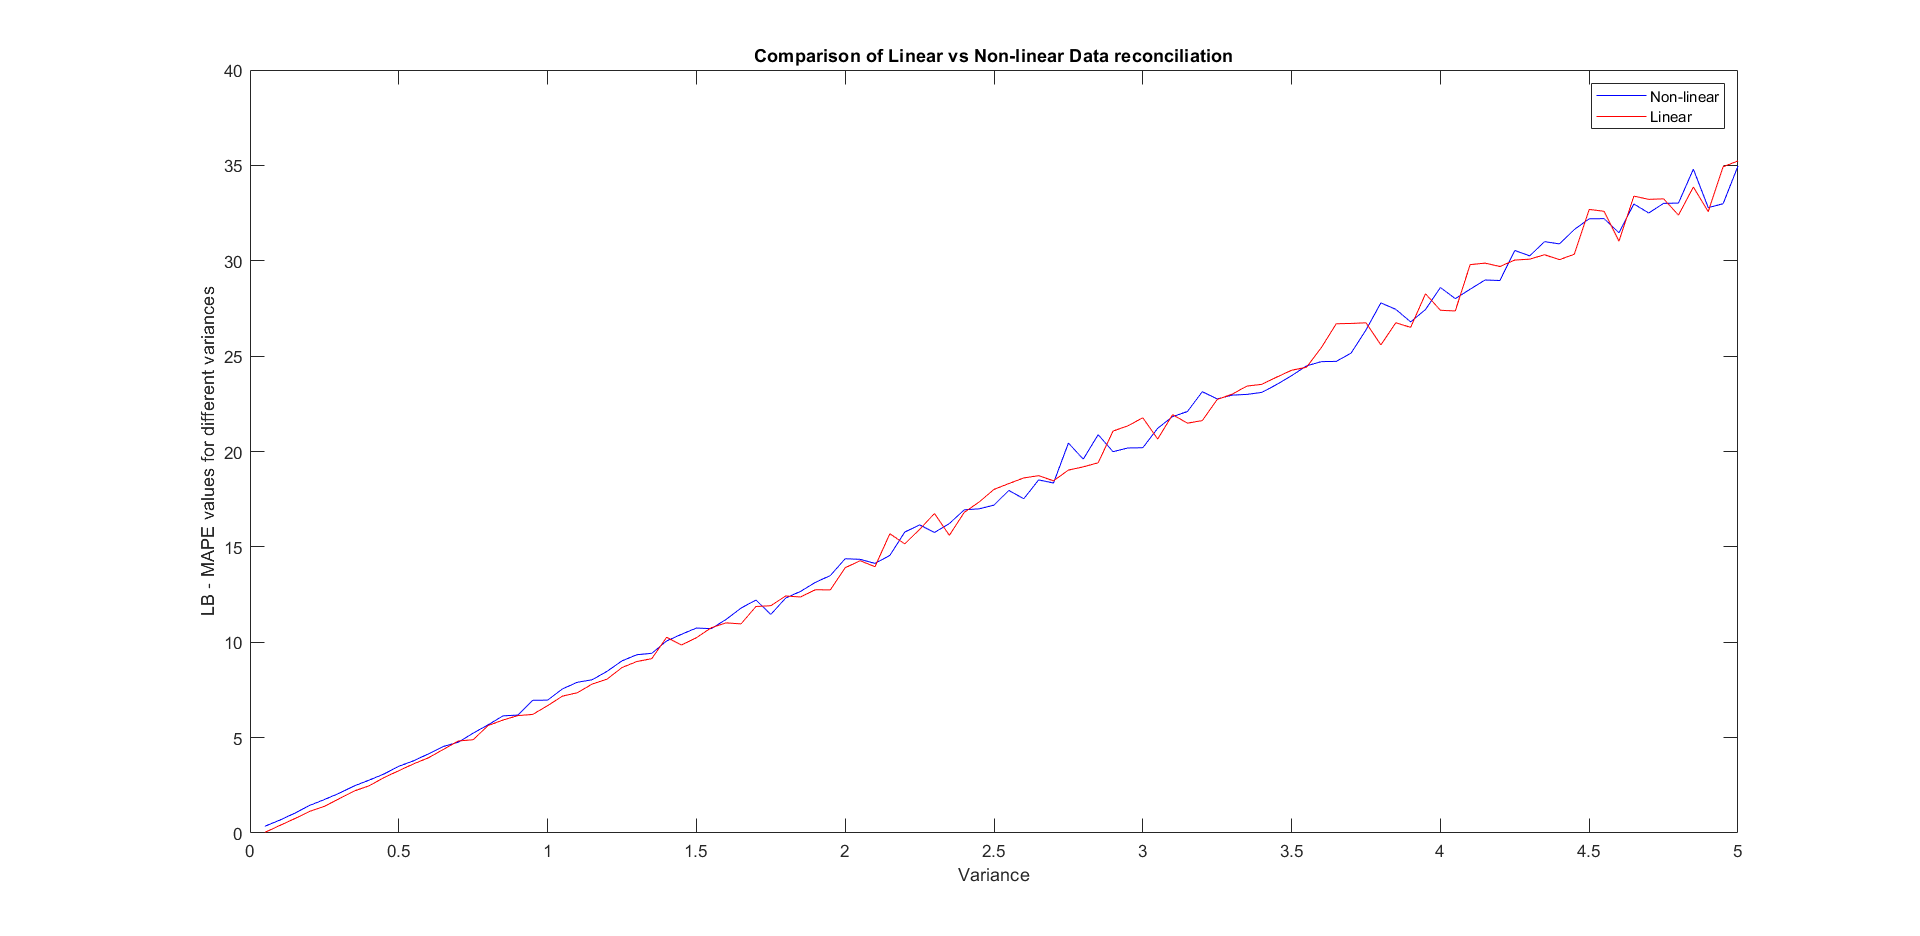 Comparison of Linear vs Non-linear Data reconciliation
40
35
30
25
20
15
10
5
0
LB - MAPE values for different variances
Non-linear
Linear
0 0.5 1 1.5 2 2.5 3 3.5 4 4.5 5
Variance